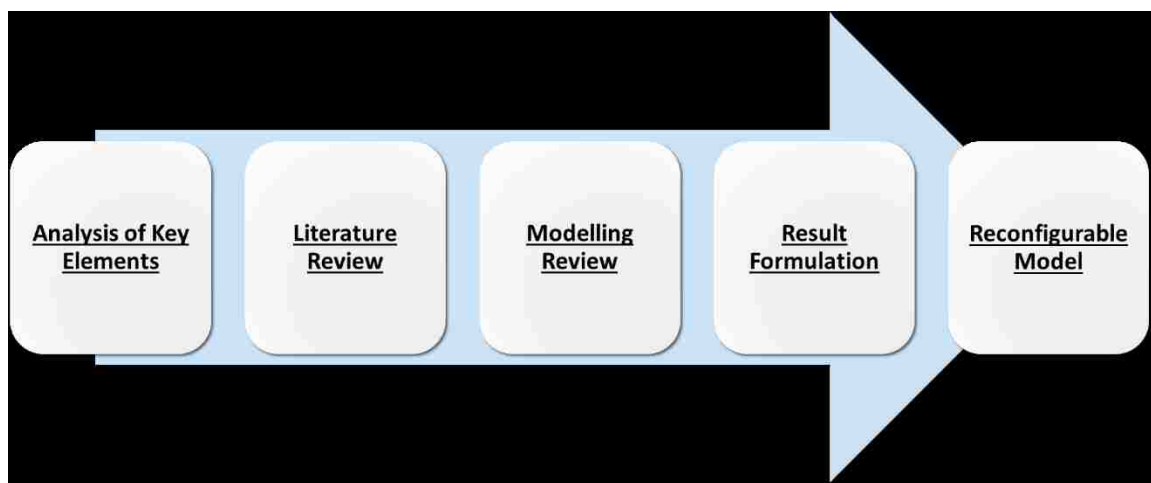 Analysis of Key
Elements
Literature
Review
Modelling
Review
Result
Formulation
Reconfigurable
Model